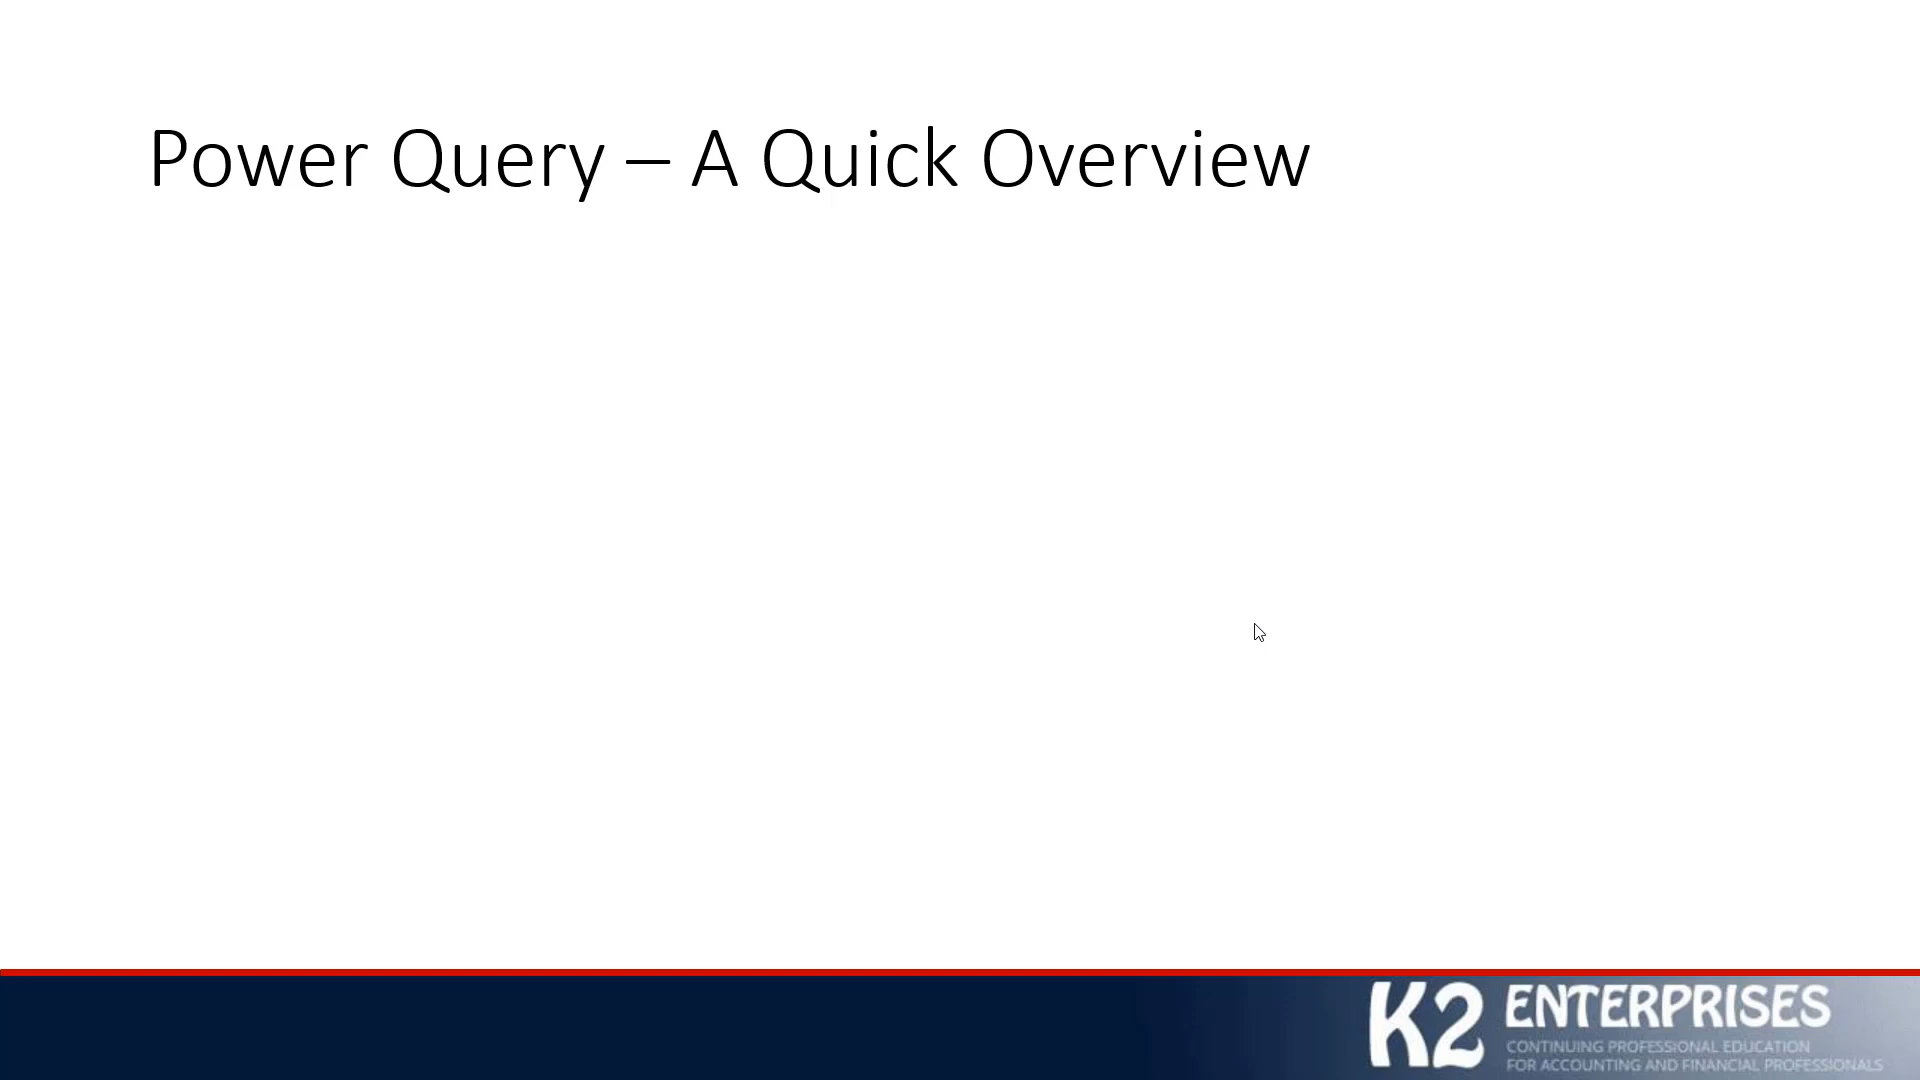 Power Query – A Quick Overview
K2 ENTERPRISES
CONTINUING PROFESSIONAL EDUCATION
FOR ACCOUNTING AND FINANCIAL PROFESSIONALS